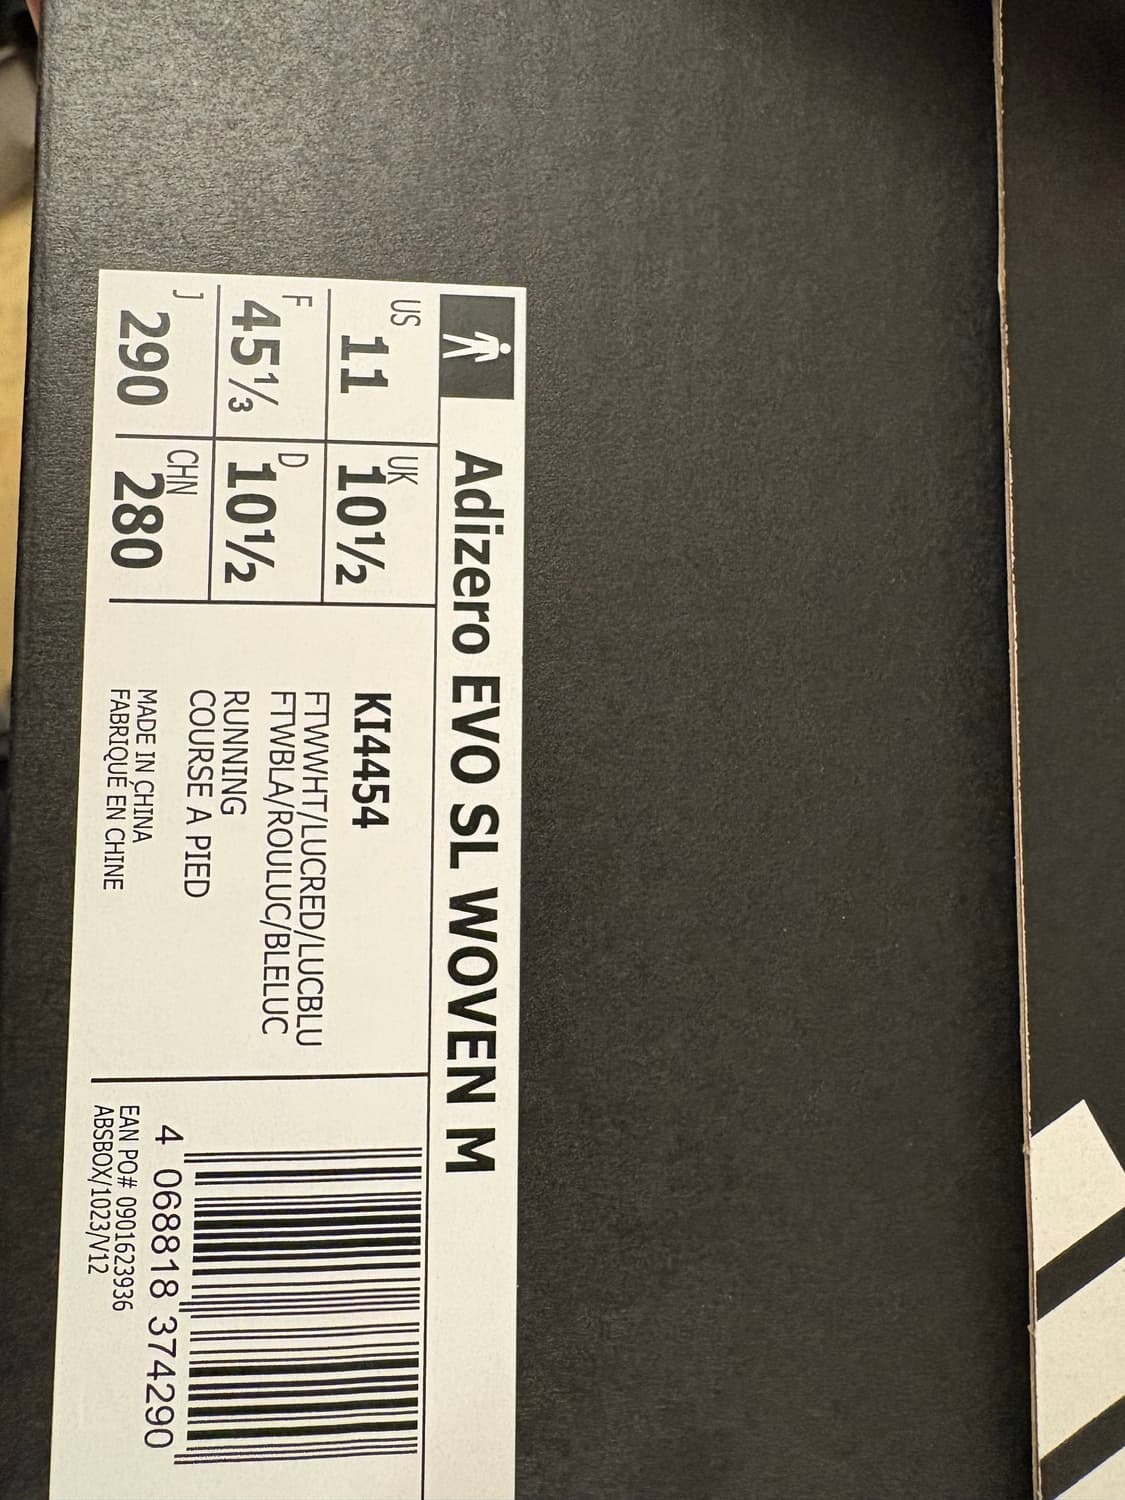 Adizero EVO SL WOVEN M
US
11
UK
10½
F
45⅓
D
10½
J
290
CHN
280
KI4454
FTWWHT/LUCRED/LUCBLU
FTWBLA/ROULUC/BLELUC
RUNNING
COURSE A PIED
MADE IN CHINA
FABRIQUÉ EN CHINE
4 068818 374290
EAN PO# 0901623936
ABSBOX/1023/V12